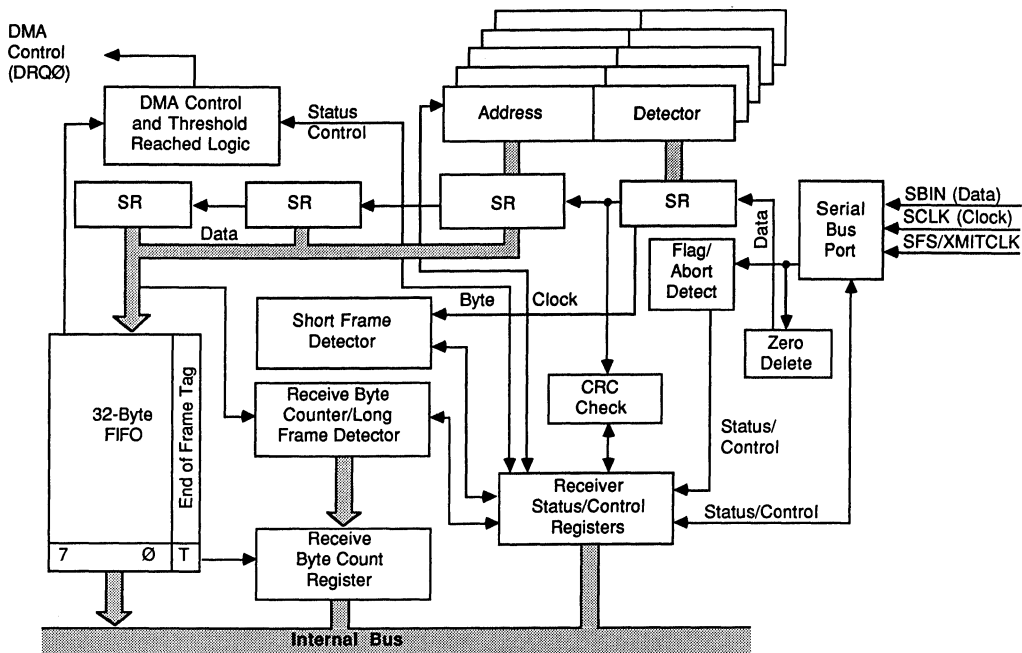 DMA
Control
(DRQØ)
DMA Control
and Threshold
Reached Logic
Status
Control
Address
Detector
SR
SR
SR
SR
Data
Data
Serial
Bus
Port
SBIN (Data)
SCLK (Clock)
SFS/XMITCLK
Flag/
Abort
Detect
Zero
Delete
Byte
Clock
Short Frame
Detector
CRC
Check
32-Byte
FIFO
End of Frame Tag
Receive Byte
Counter/Long
Frame Detector
Status/
Control
Receiver
Status/Control
Registers
Status/Control
7 Ø T
Receive
Byte Count
Register
Internal Bus